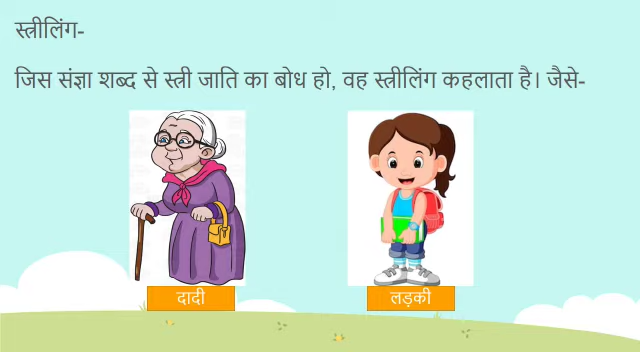 स्त्रीलिंग-
जिस संज्ञा शब्द से स्त्री जाति का बोध हो, वह स्त्रीलिंग कहलाता है। जैसे-
दादी
लड़की